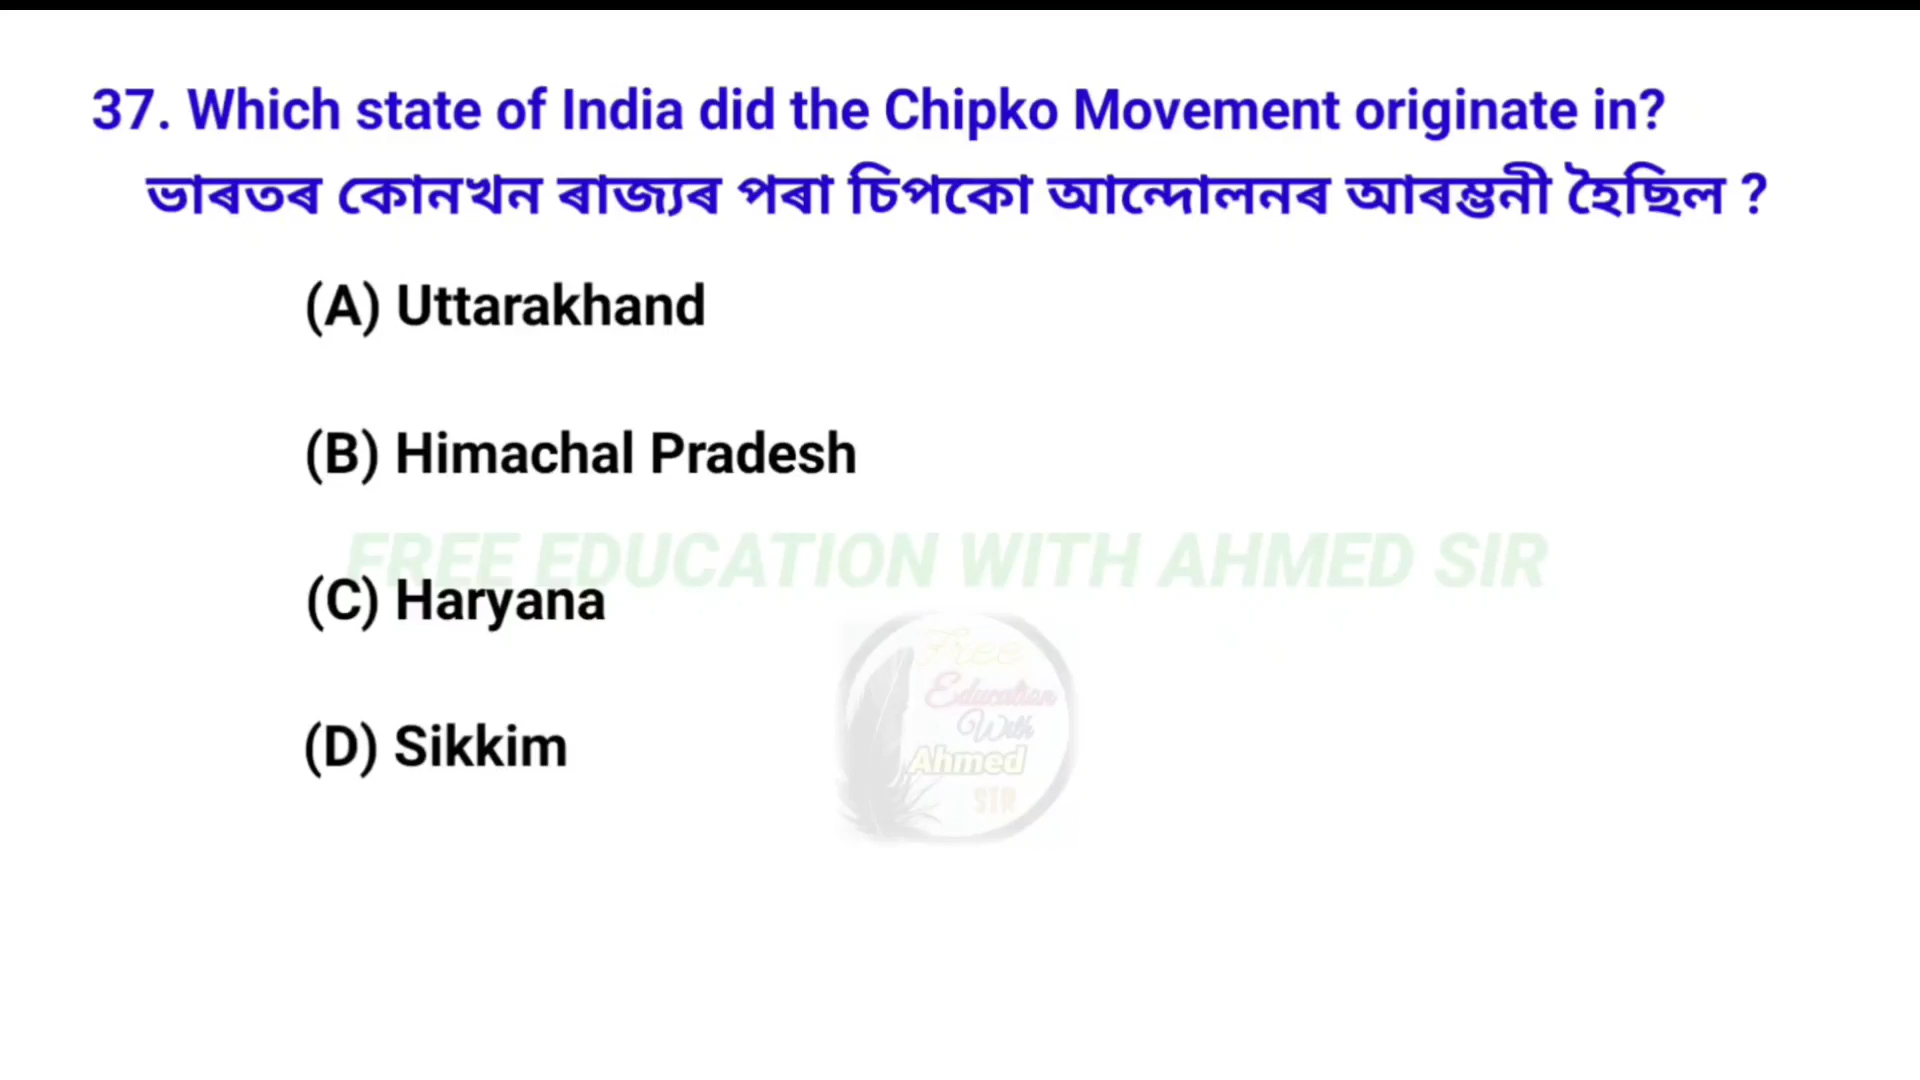 37. Which state of India did the Chipko Movement originate in?
ভাৰতৰ কোনখন ৰাজ্যৰ পৰা চিপকো আন্দোলনৰ আৰম্ভনী হৈছিল ?
(A) Uttarakhand
(B) Himachal Pradesh
FREE EDUCATION WITH AHMED SIR
(C) Haryana
Free
Education
With
Ahmed
SIR
(D) Sikkim